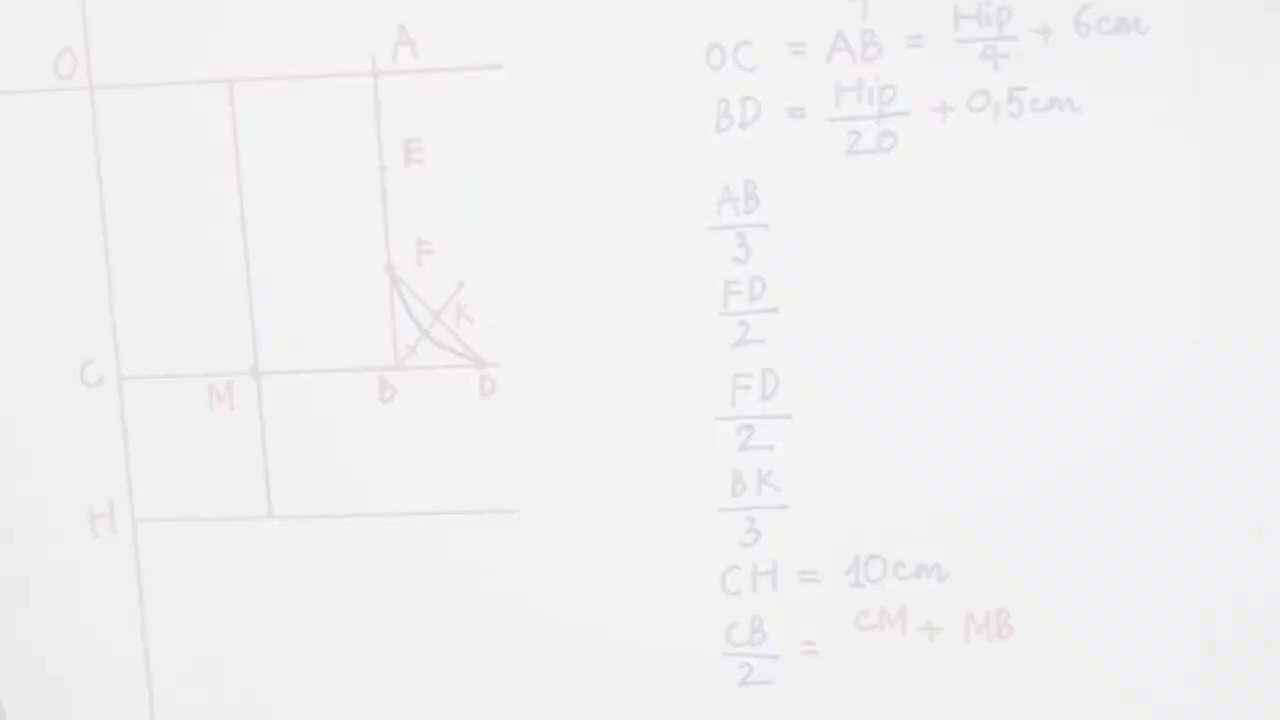 O
A
E
F
K
C
M
B
D
H
OC = AB = Hip/4 + 6cm
BD = Hip/20 + 0,5cm
AB/3
FD/2
FD/2
BK/3
CH = 10cm
CB/2 = CM + MB